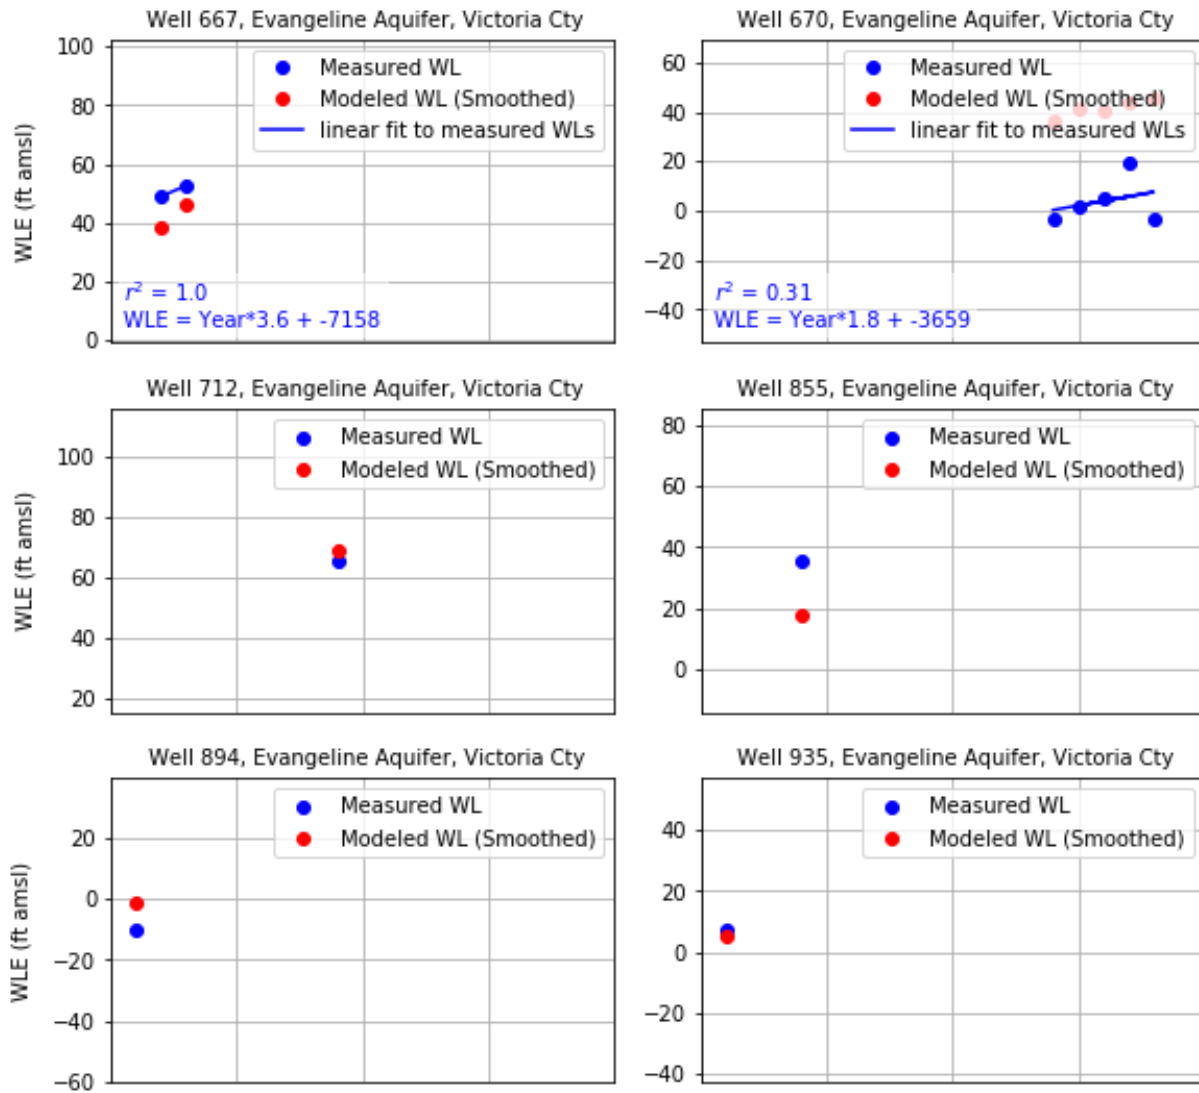 Well 667, Evangeline Aquifer, Victoria Cty
100
80
60
40
20
0
WLE (ft amsl)
Measured WL
Modeled WL (Smoothed)
linear fit to measured WLs
r² = 1.0
WLE = Year*3.6 + -7158
Well 670, Evangeline Aquifer, Victoria Cty
60
40
20
0
−20
−40
Measured WL
Modeled WL (Smoothed)
linear fit to measured WLs
r² = 0.31
WLE = Year*1.8 + -3659
Well 712, Evangeline Aquifer, Victoria Cty
100
80
60
40
20
WLE (ft amsl)
Measured WL
Modeled WL (Smoothed)
Well 855, Evangeline Aquifer, Victoria Cty
80
60
40
20
0
Measured WL
Modeled WL (Smoothed)
Well 894, Evangeline Aquifer, Victoria Cty
20
0
−20
−40
−60
WLE (ft amsl)
Measured WL
Modeled WL (Smoothed)
Well 935, Evangeline Aquifer, Victoria Cty
40
20
0
−20
−40
Measured WL
Modeled WL (Smoothed)